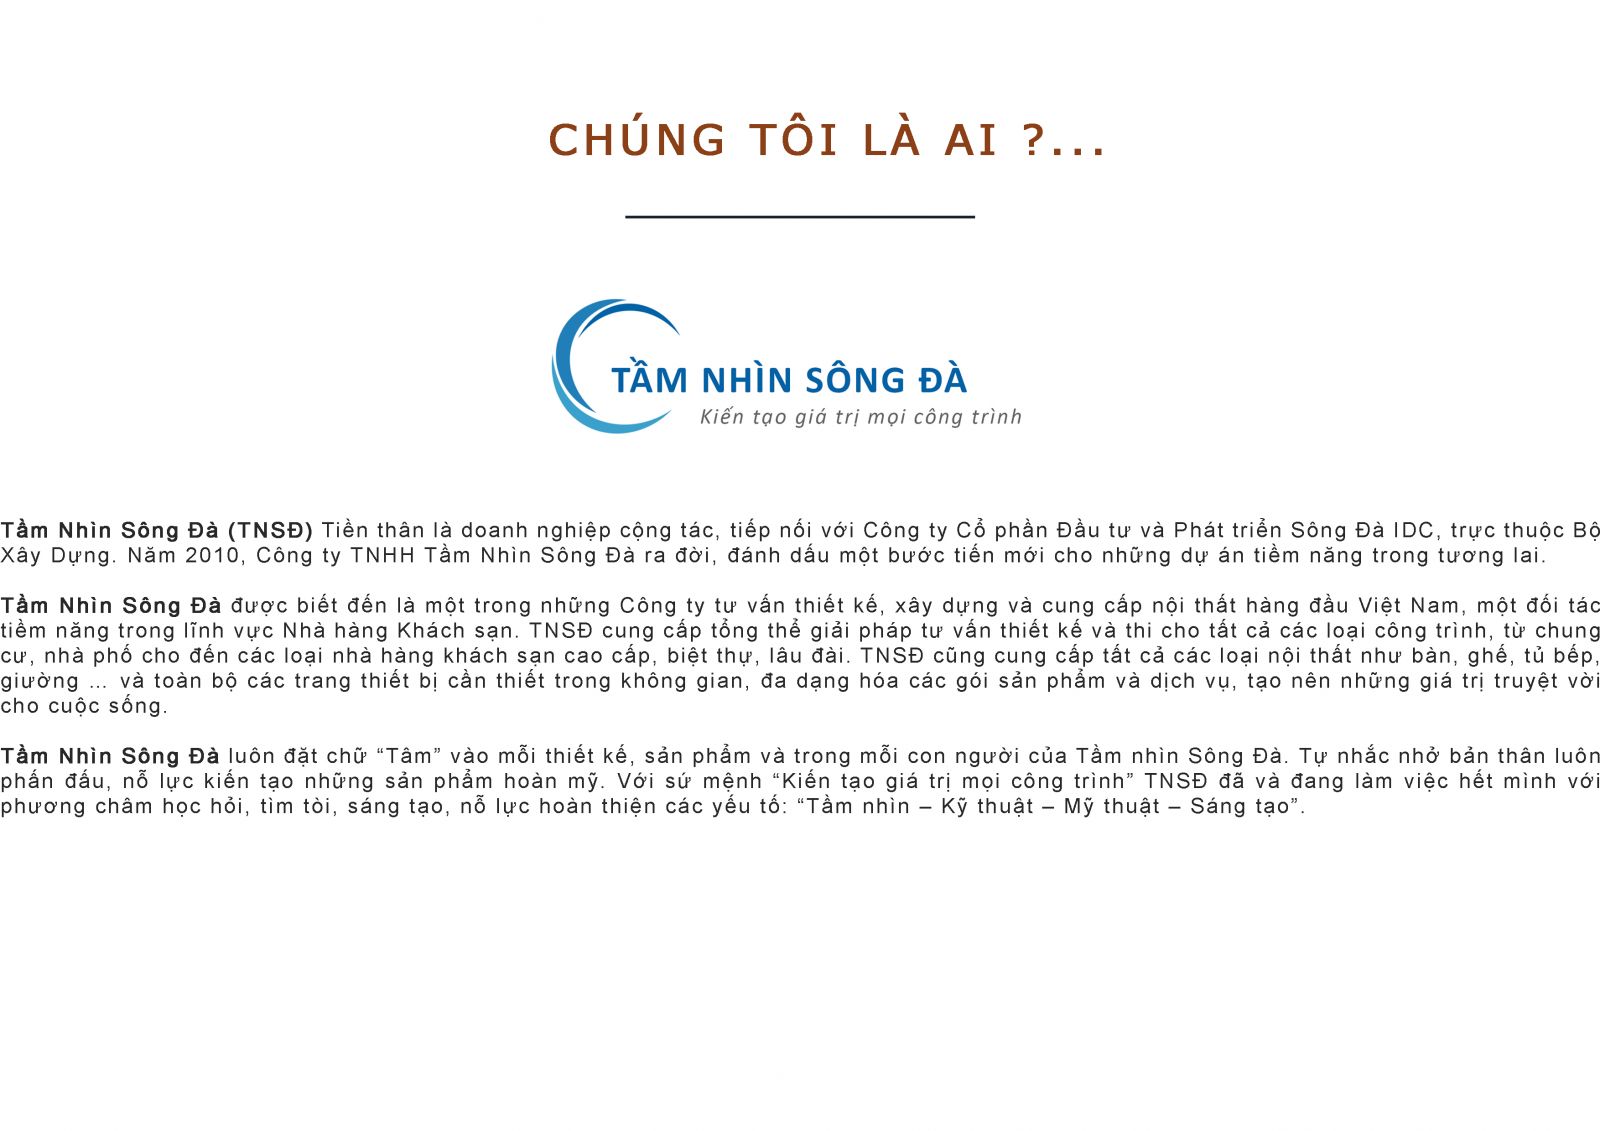 CHÚNG TÔI LÀ AI ?...
TẦM NHÌN SÔNG ĐÀ
Kiến tạo giá trị mọi công trình
Tầm Nhìn Sông Đà (TNSĐ) Tiền thân là doanh nghiệp cộng tác, tiếp nối với Công ty Cổ phần Đầu tư và Phát triển Sông Đà IDC, trực thuộc Bộ
Xây Dựng. Năm 2010, Công ty TNHH Tầm Nhìn Sông Đà ra đời, đánh dấu một bước tiến mới cho những dự án tiềm năng trong tương lai.
Tầm Nhìn Sông Đà được biết đến là một trong những Công ty tư vấn thiết kế, xây dựng và cung cấp nội thất hàng đầu Việt Nam, một đối tác
tiềm năng trong lĩnh vực Nhà hàng Khách sạn. TNSĐ cung cấp tổng thể giải pháp tư vấn thiết kế và thi cho tất cả các loại công trình, từ chung
cư, nhà phố cho đến các loại nhà hàng khách sạn cao cấp, biệt thự, lâu đài. TNSĐ cũng cung cấp tất cả các loại nội thất như bàn, ghế, tủ bếp,
giường ... và toàn bộ các trang thiết bị cần thiết trong không gian, đa dạng hóa các gói sản phẩm và dịch vụ, tạo nên những giá trị truyệt vời
cho cuộc sống.
Tầm Nhìn Sông Đà luôn đặt chữ “Tâm” vào mỗi thiết kế, sản phẩm và trong mỗi con người của Tầm nhìn Sông Đà. Tự nhắc nhở bản thân luôn
phấn đấu, nỗ lực kiến tạo những sản phẩm hoàn mỹ. Với sứ mệnh “Kiến tạo giá trị mọi công trình” TNSĐ đã và đang làm việc hết mình với
phương châm học hỏi, tìm tòi, sáng tạo, nỗ lực hoàn thiện các yếu tố: “Tầm nhìn – Kỹ thuật – Mỹ thuật – Sáng tạo”.